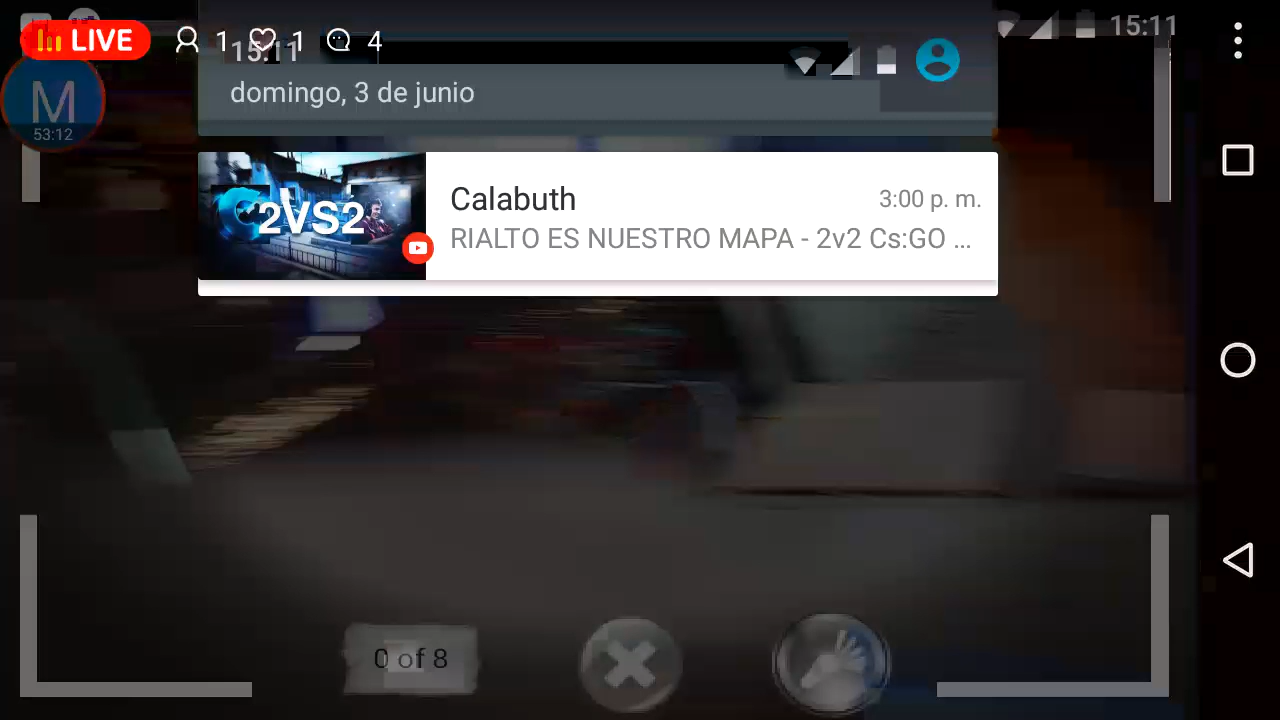 LIVE 1 1 4
15:11
15:11
domingo, 3 de junio
M
53:12
2VS2
Calabuth
3:00 p. m.
RIALTO ES NUESTRO MAPA - 2v2 Cs:GO ...
0 of 8